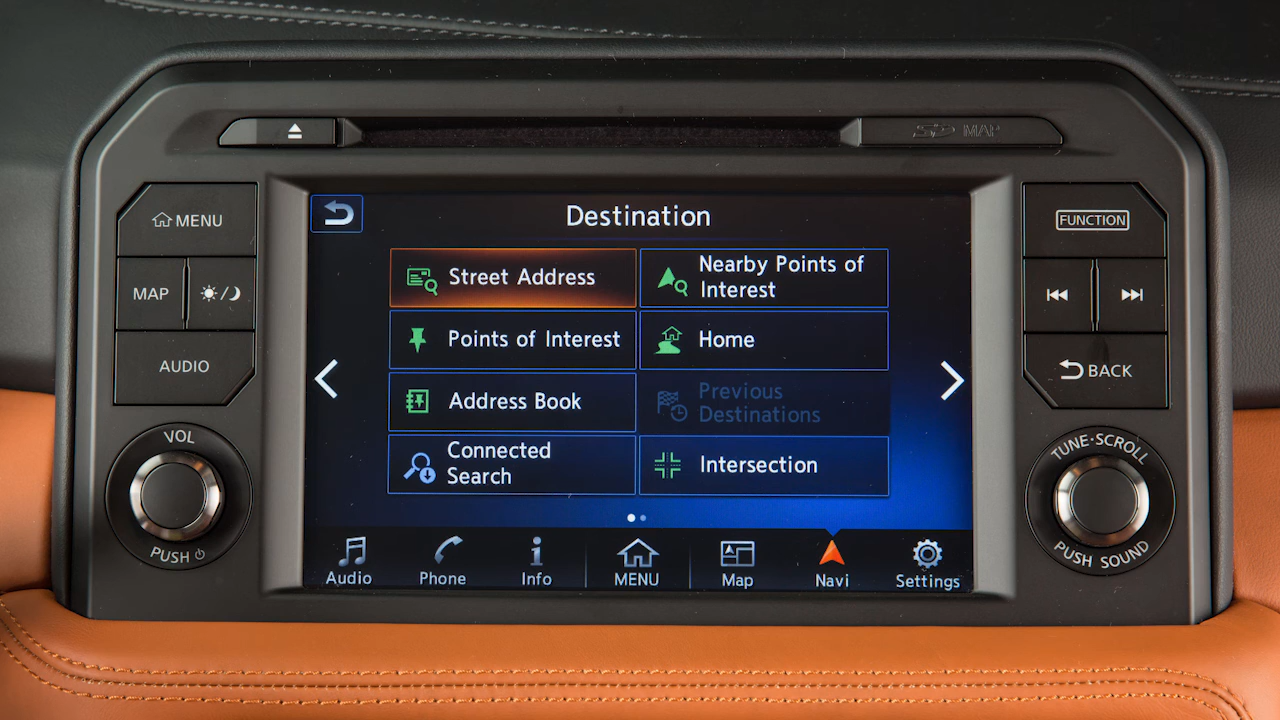 SD MAP
MENU
MAP
AUDIO
VOL
PUSH
Destination
Street Address
Nearby Points of
Interest
Points of Interest
Home
Address Book
Previous
Destinations
Connected
Search
Intersection
Audio
Phone
Info
MENU
Map
Navi
Settings
FUNCTION
BACK
TUNE·SCROLL
PUSH SOUND